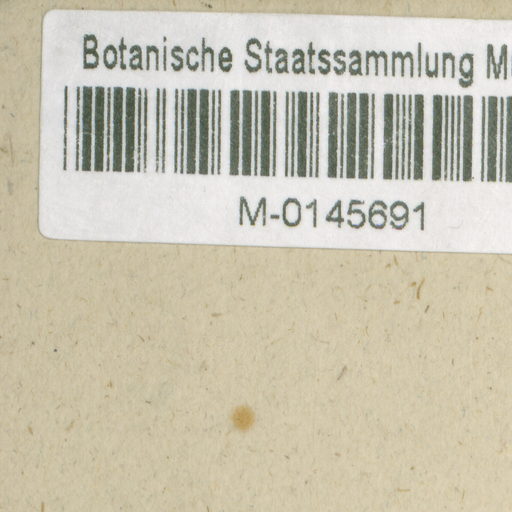 Botanische Staatssammlung M
M-0145691